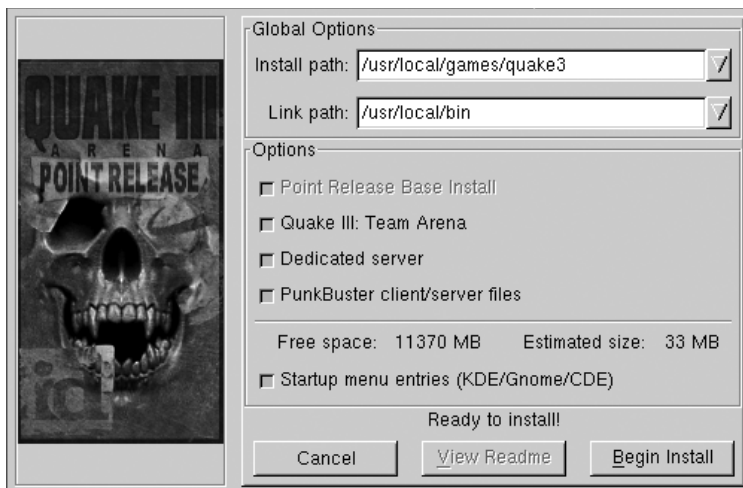 QUAKE III
ARENA
POINT RELEASE
id
Global Options
Install path: /usr/local/games/quake3
Link path: /usr/local/bin
Options
Point Release Base Install
Quake III: Team Arena
Dedicated server
PunkBuster client/server files
Free space: 11370 MB Estimated size: 33 MB
Startup menu entries (KDE/Gnome/CDE)
Ready to install!
Cancel View Readme Begin Install